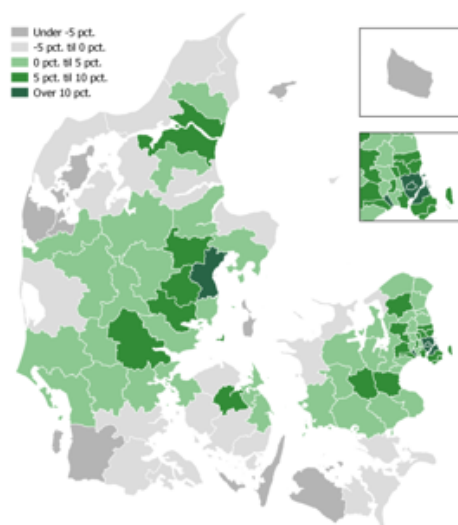 Under -5 pct.
-5 pct. til 0 pct.
0 pct. til 5 pct.
5 pct. til 10 pct.
Over 10 pct.